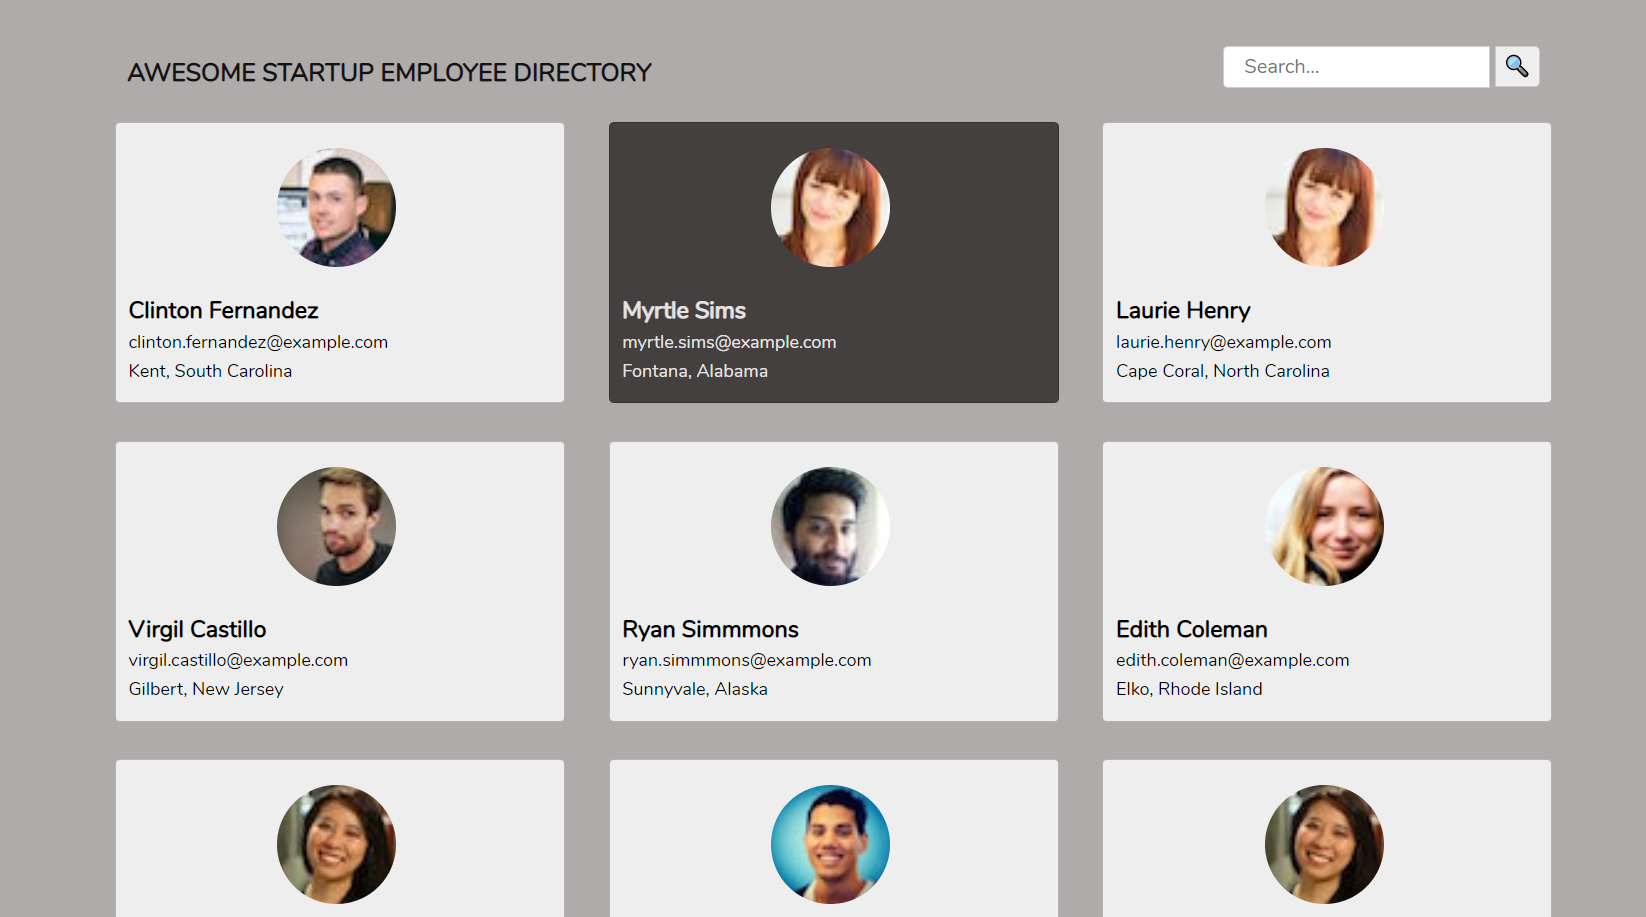 AWESOME STARTUP EMPLOYEE DIRECTORY
Search...
Clinton Fernandez
clinton.fernandez@example.com
Kent, South Carolina
Myrtle Sims
myrtle.sims@example.com
Fontana, Alabama
Laurie Henry
laurie.henry@example.com
Cape Coral, North Carolina
Virgil Castillo
virgil.castillo@example.com
Gilbert, New Jersey
Ryan Simmmons
ryan.simmmons@example.com
Sunnyvale, Alaska
Edith Coleman
edith.coleman@example.com
Elko, Rhode Island